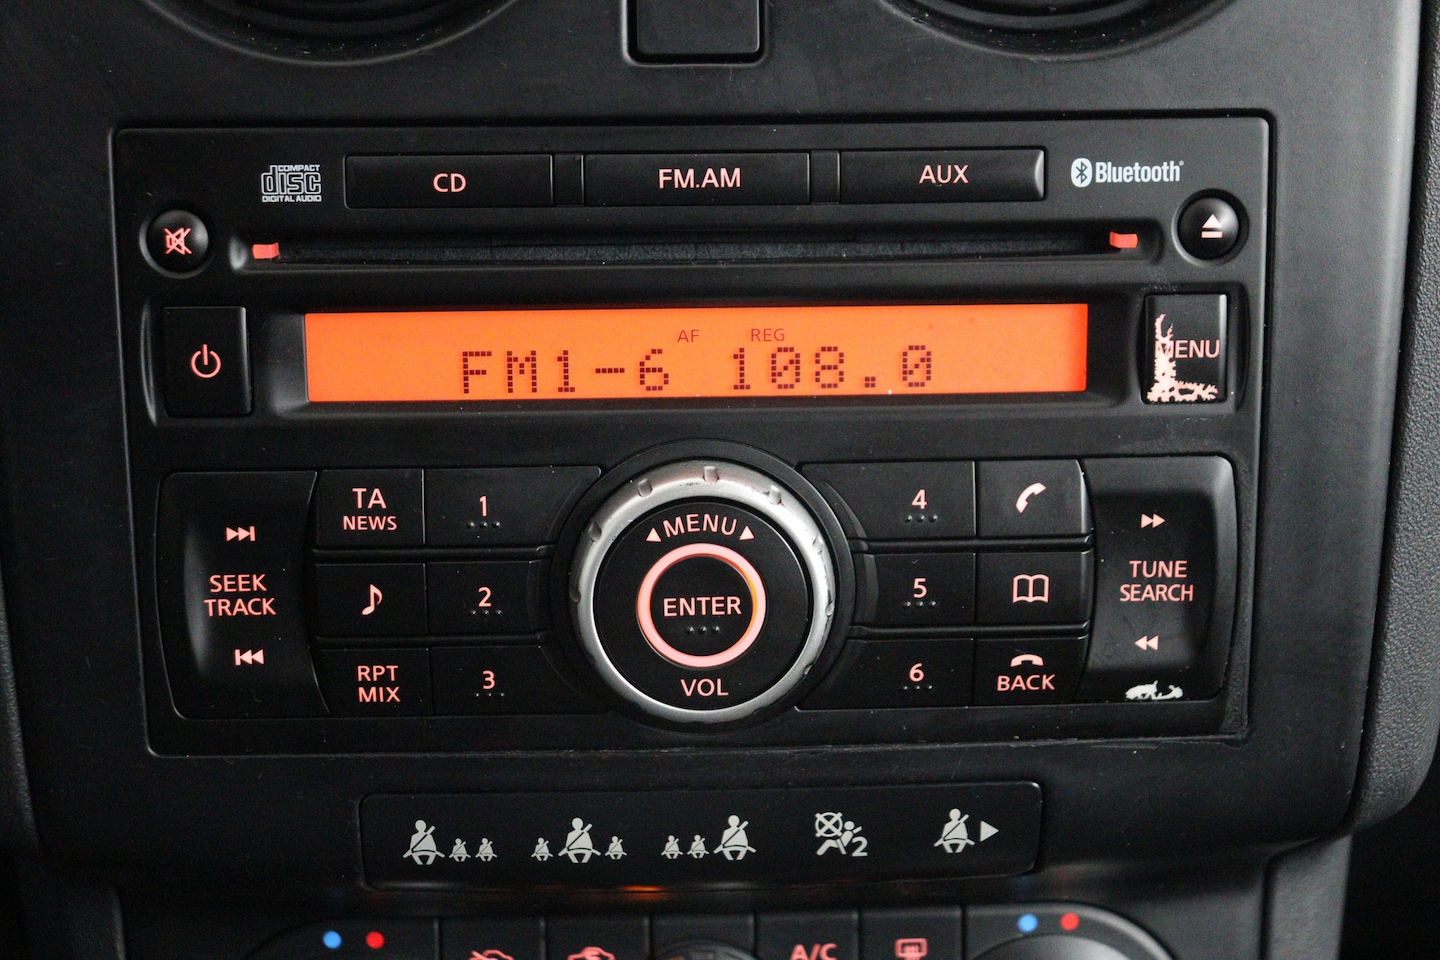 COMPACT
disc
DIGITAL AUDIO
CD
FM.AM
AUX
Bluetooth®
AF REG
FM1-6 108.0
MENU
TA
NEWS
1
4
MENU
SEEK
TRACK
2
ENTER
5
TUNE
SEARCH
RPT
MIX
3
VOL
6
BACK
2
A/C